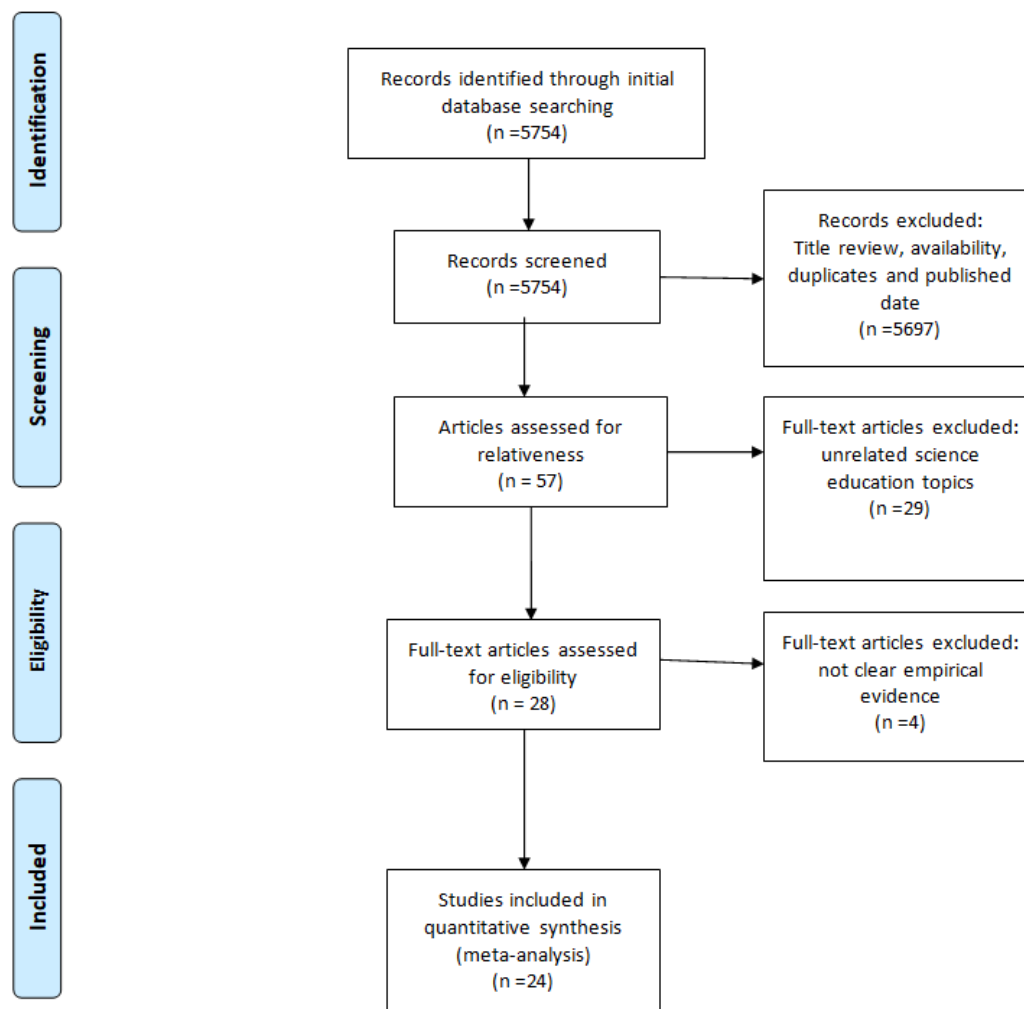 Identification
Records identified through initial
database searching
(n =5754)
Records excluded:
Title review, availability,
duplicates and published
date
(n =5697)
Records screened
(n =5754)
Screening
Articles assessed for
relativeness
(n = 57)
Full-text articles excluded:
unrelated science
education topics
(n =29)
Eligibility
Full-text articles assessed
for eligibility
(n = 28)
Full-text articles excluded:
not clear empirical
evidence
(n =4)
Included
Studies included in
quantitative synthesis
(meta-analysis)
(n =24)